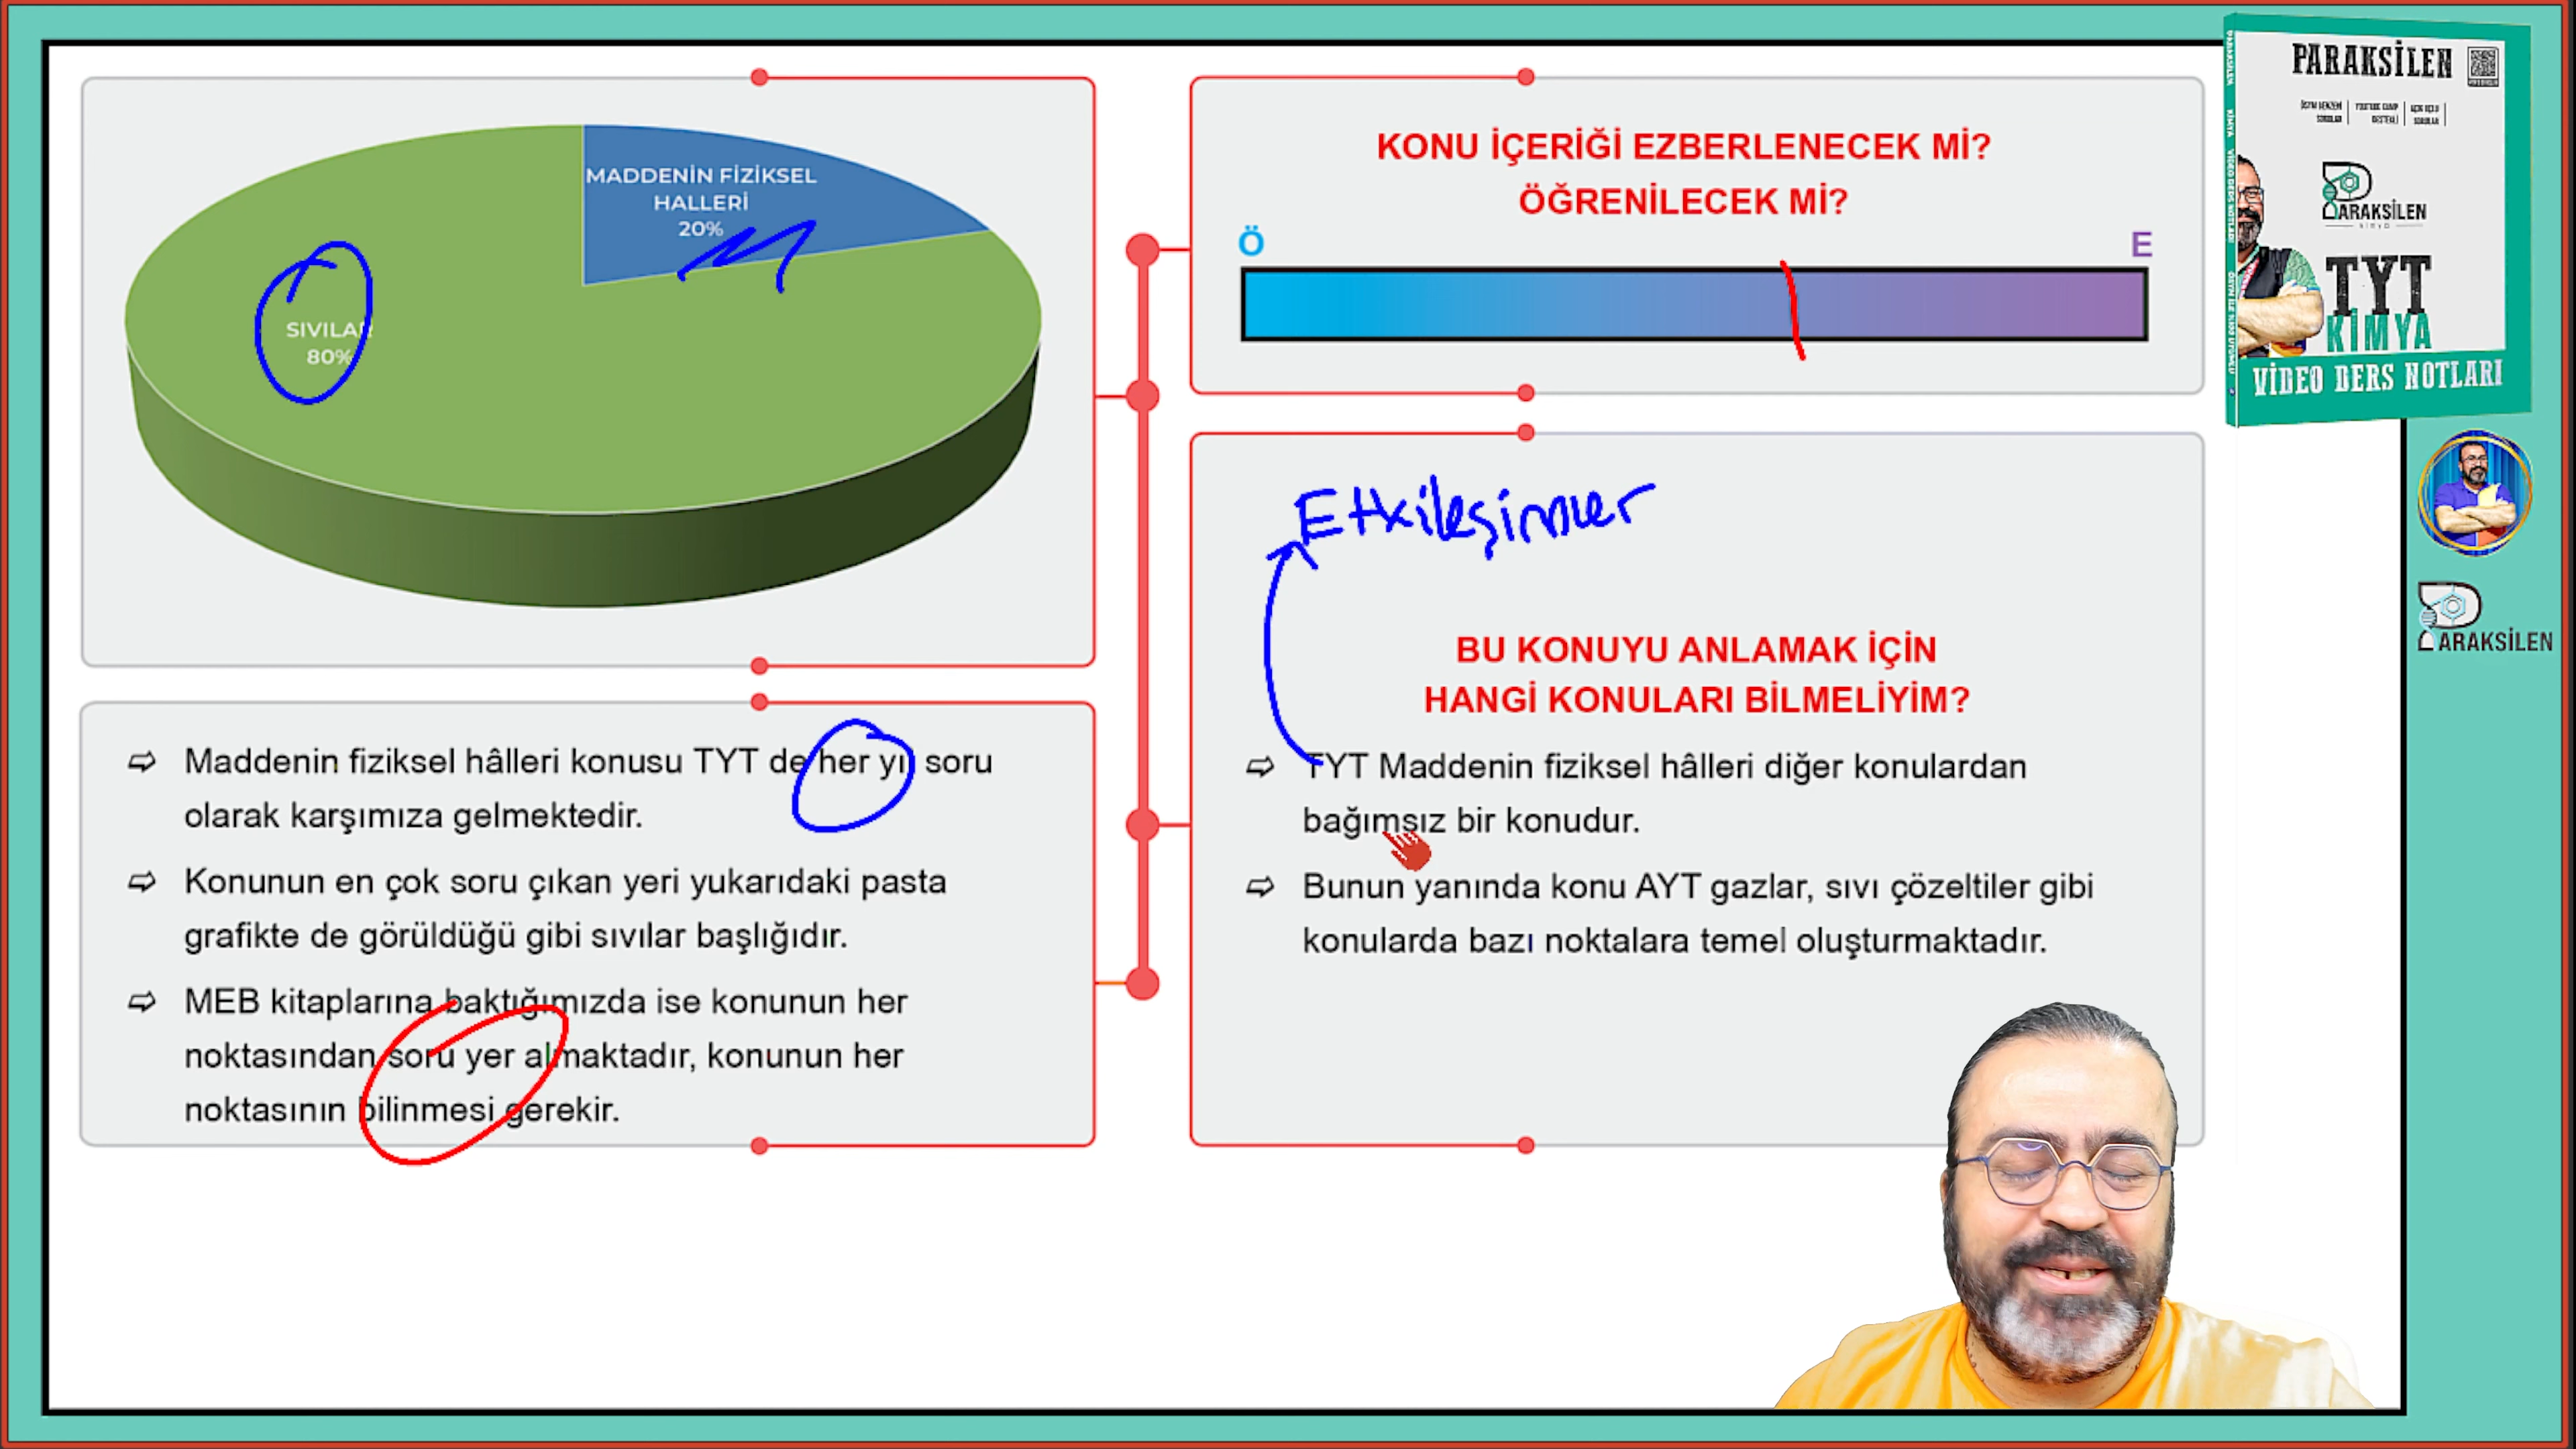 MADDENİN FİZİKSEL
HALLERİ
20%
SIVILAR
80%
KONU İÇERİĞİ EZBERLENECEK Mİ?
ÖĞRENİLECEK Mİ?
Ö
E
Maddenin fiziksel hâlleri konusu TYT de her yıl soru
olarak karşımıza gelmektedir.
Konunun en çok soru çıkan yeri yukarıdaki pasta
grafikte de görüldüğü gibi sıvılar başlığıdır.
MEB kitaplarına baktığımızda ise konunun her
noktasından soru yer almaktadır, konunun her
noktasının bilinmesi gerekir.
Etkileşimler
BU KONUYU ANLAMAK İÇİN
HANGİ KONULARI BİLMELİYİM?
TYT Maddenin fiziksel hâlleri diğer konulardan
bağımsız bir konudur.
Bunun yanında konu AYT gazlar, sıvı çözeltiler gibi
konularda bazı noktalara temel oluşturmaktadır.
PARAKSİLEN
PARAKSİLEN
TYT
KİMYA
VİDEO DERS NOTLARI
PARAKSİLEN